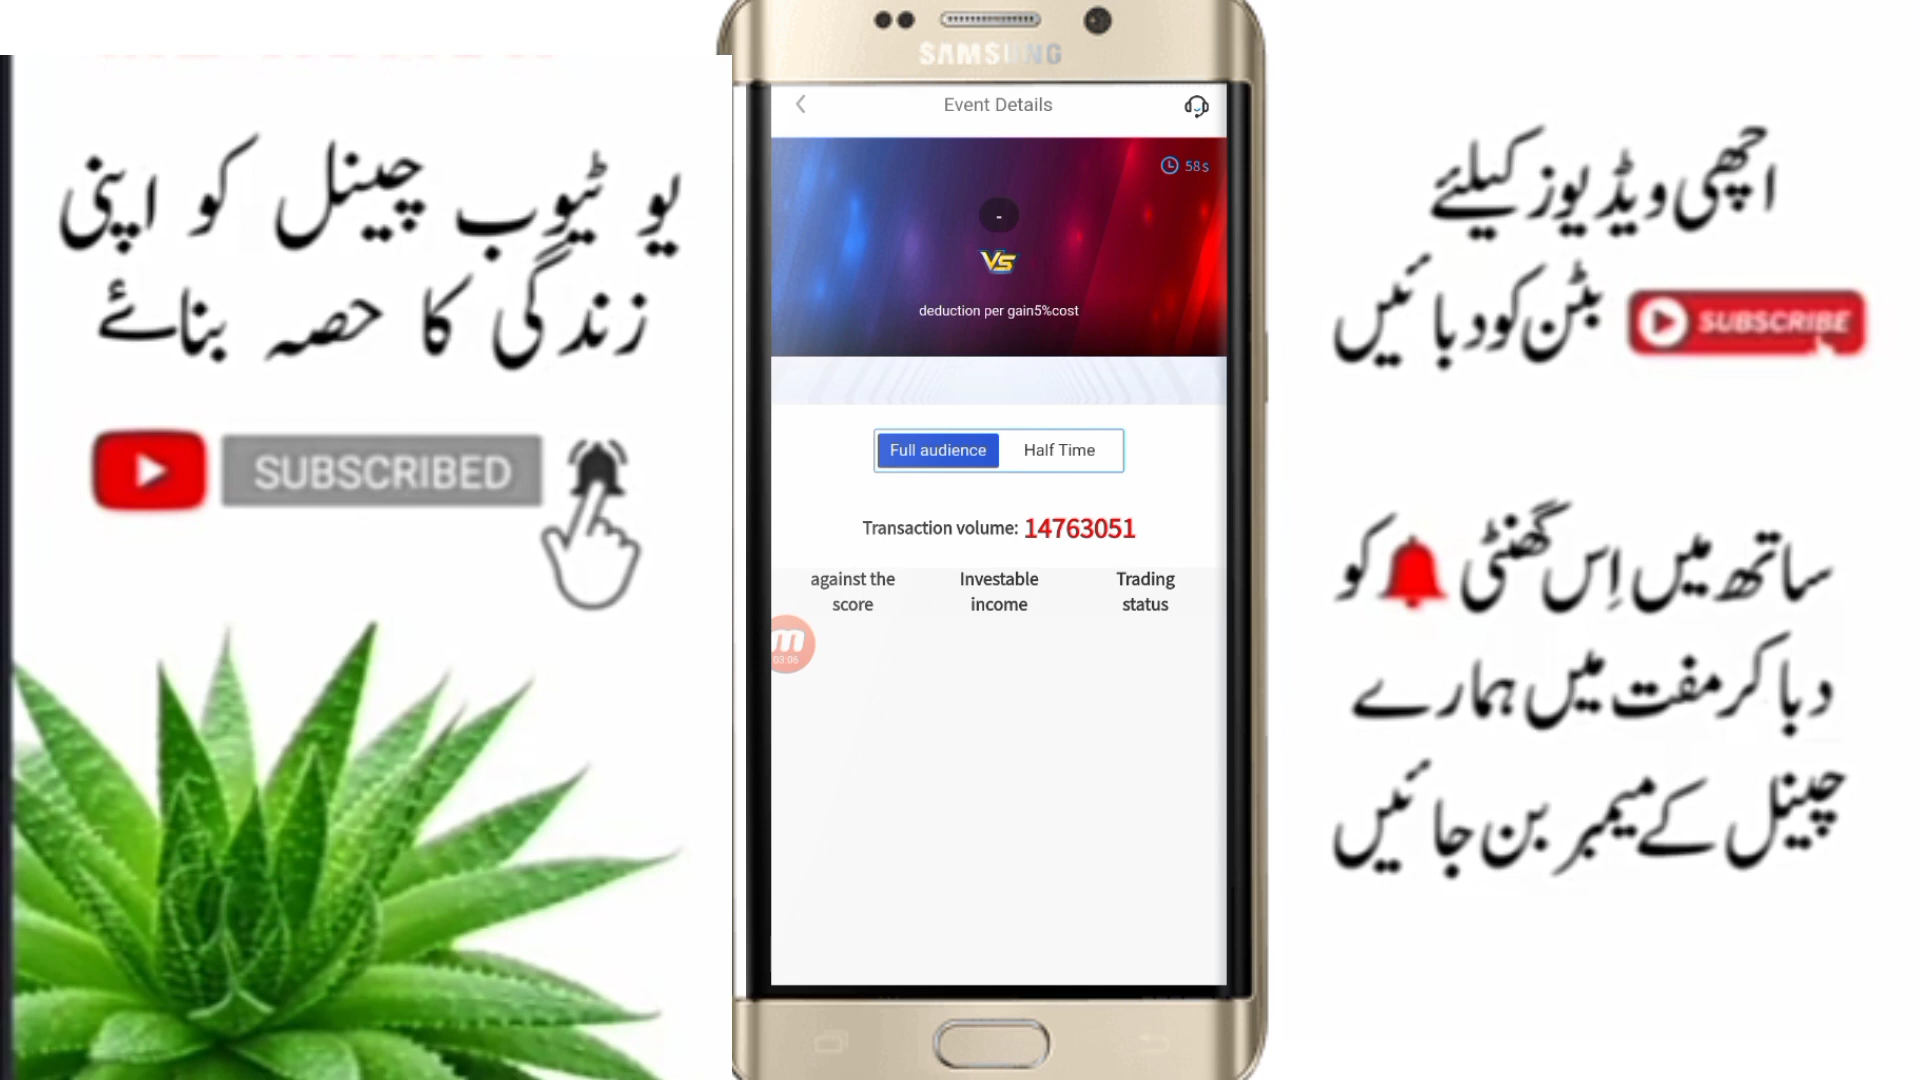 یو ٹیوب چینل کو اپنی
زندگی کا حصہ بنائے
SUBSCRIBED
SAMSUNG
Event Details
58s
-
VS
deduction per gain5%cost
Full audience
Half Time
Transaction volume: 14763051
against the score
Investable income
Trading status
m
03:06
اچھی ویڈیوز کیلئے
بٹن کو دبائیں SUBSCRIBE
ساتھ میں اِس گھنٹی کو
دبا کر مفت میں ہمارے
چینل کے میمبر بن جائیں